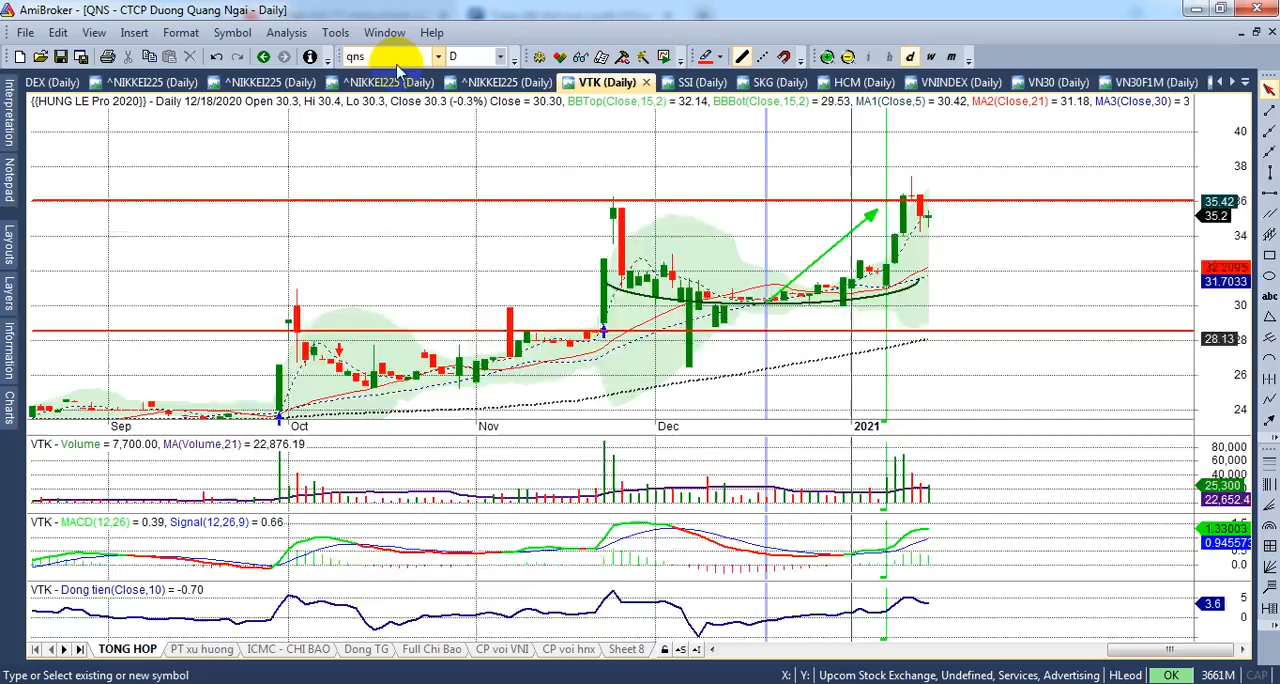 AmiBroker - [QNS - CTCP Duong Quang Ngai - Daily]
File Edit View Insert Format Symbol Analysis Tools Window Help
qns D d w m
DEX (Daily) ^NIKKEI225 (Daily) ^NIKKEI225 (Daily) ^NIKKEI225 (Daily) ^NIKKEI225 (Daily) VTK (Daily) SSI (Daily) SKG (Daily) HCM (Daily) VNINDEX (Daily) VN30 (Daily) VN30F1M (Daily)
{{HUNG LE Pro 2020}} - Daily 12/18/2020 Open 30.3, Hi 30.4, Lo 30.3, Close 30.3 (-0.3%) Close = 30.30, BBTop(Close,15,2) = 32.14, BBBot(Close,15,2) = 29.53, MA1(Close,5) = 30.42, MA2(Close,21) = 31.18, MA3(Close,30) = 3
Interpretation
Notepad
Layouts
Layers
Information
Charts
abc
40
38
35.42
35.2
34
31.7033
30
28.13
26
24
Sep Oct Nov Dec 2021
VTK - Volume = 7,700.00, MA(Volume,21) = 22,876.19
80,000
60,000
40,000
25,300
22,652.4
VTK - MACD(12,26) = 0.39, Signal(12,26,9) = 0.66
1.33003
0.945573
0.0
VTK - Dong tien(Close,10) = -0.70
5
3.6
0
TONG HOP PT xu huong ICMC - CHI BAO Dong TG Full Chi Bao CP voi VNI CP voi hnx Sheet 8
Type or Select existing or new symbol X: Y: Upcom Stock Exchange, Undefined, Services, Advertising HLeod OK 3661M CAP